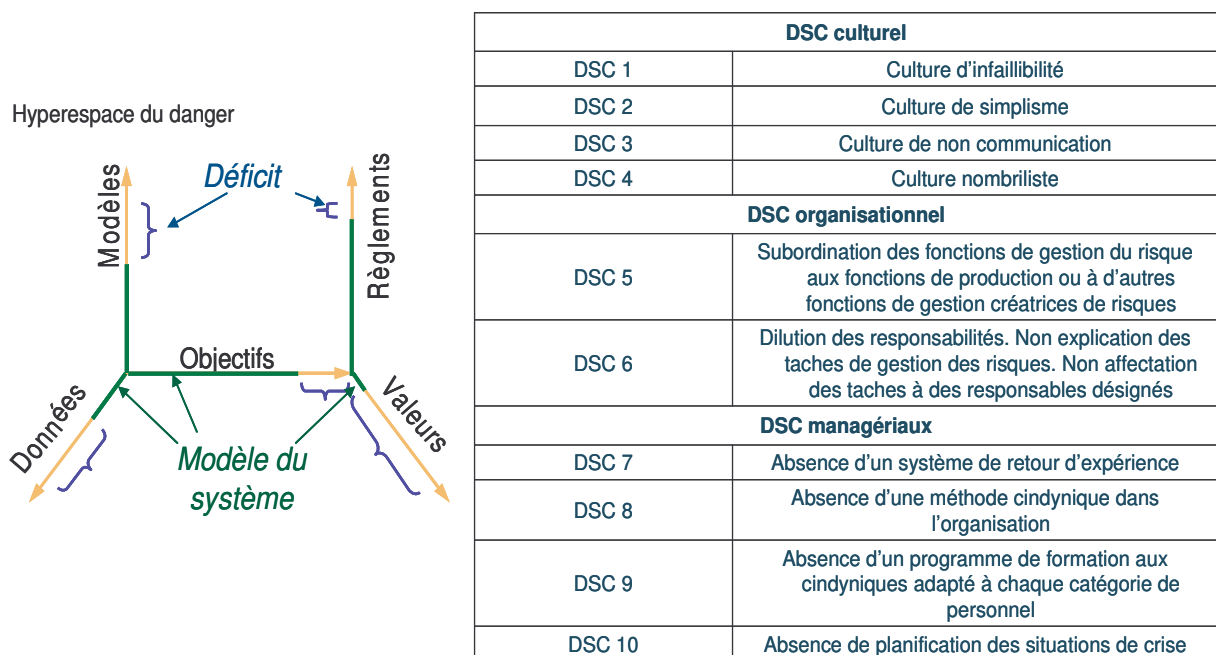 Hyperespace du danger
Modèles
Déficit
Règlements
Objectifs
Données
Valeurs
Modèle du
système
DSC culturel
DSC 1
Culture d'infaillibilité
DSC 2
Culture de simplisme
DSC 3
Culture de non communication
DSC 4
Culture nombriliste
DSC organisationnel
DSC 5
Subordination des fonctions de gestion du risque
aux fonctions de production ou à d'autres
fonctions de gestion créatrices de risques
DSC 6
Dilution des responsabilités. Non explication des
taches de gestion des risques. Non affectation
des taches à des responsables désignés
DSC managériaux
DSC 7
Absence d'un système de retour d'expérience
DSC 8
Absence d'une méthode cindynique dans
l'organisation
DSC 9
Absence d'un programme de formation aux
cindyniques adapté à chaque catégorie de
personnel
DSC 10
Absence de planification des situations de crise